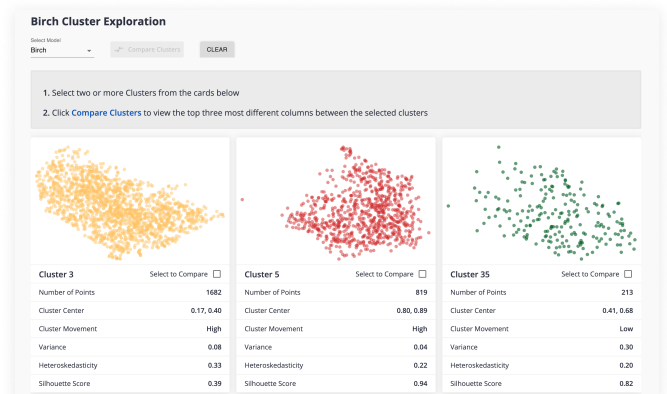 Birch Cluster Exploration
Select Model
Birch
Compare Clusters
CLEAR
1. Select two or more Clusters from the cards below
2. Click Compare Clusters to view the top three most different columns between the selected clusters
Cluster 3 Select to Compare
Number of Points 1682
Cluster Center 0.17, 0.40
Cluster Movement High
Variance 0.08
Heteroskedasticity 0.33
Silhouette Score 0.39
Cluster 5 Select to Compare
Number of Points 819
Cluster Center 0.80, 0.89
Cluster Movement High
Variance 0.04
Heteroskedasticity 0.22
Silhouette Score 0.94
Cluster 35 Select to Compare
Number of Points 213
Cluster Center 0.41, 0.68
Cluster Movement Low
Variance 0.30
Heteroskedasticity 0.20
Silhouette Score 0.82